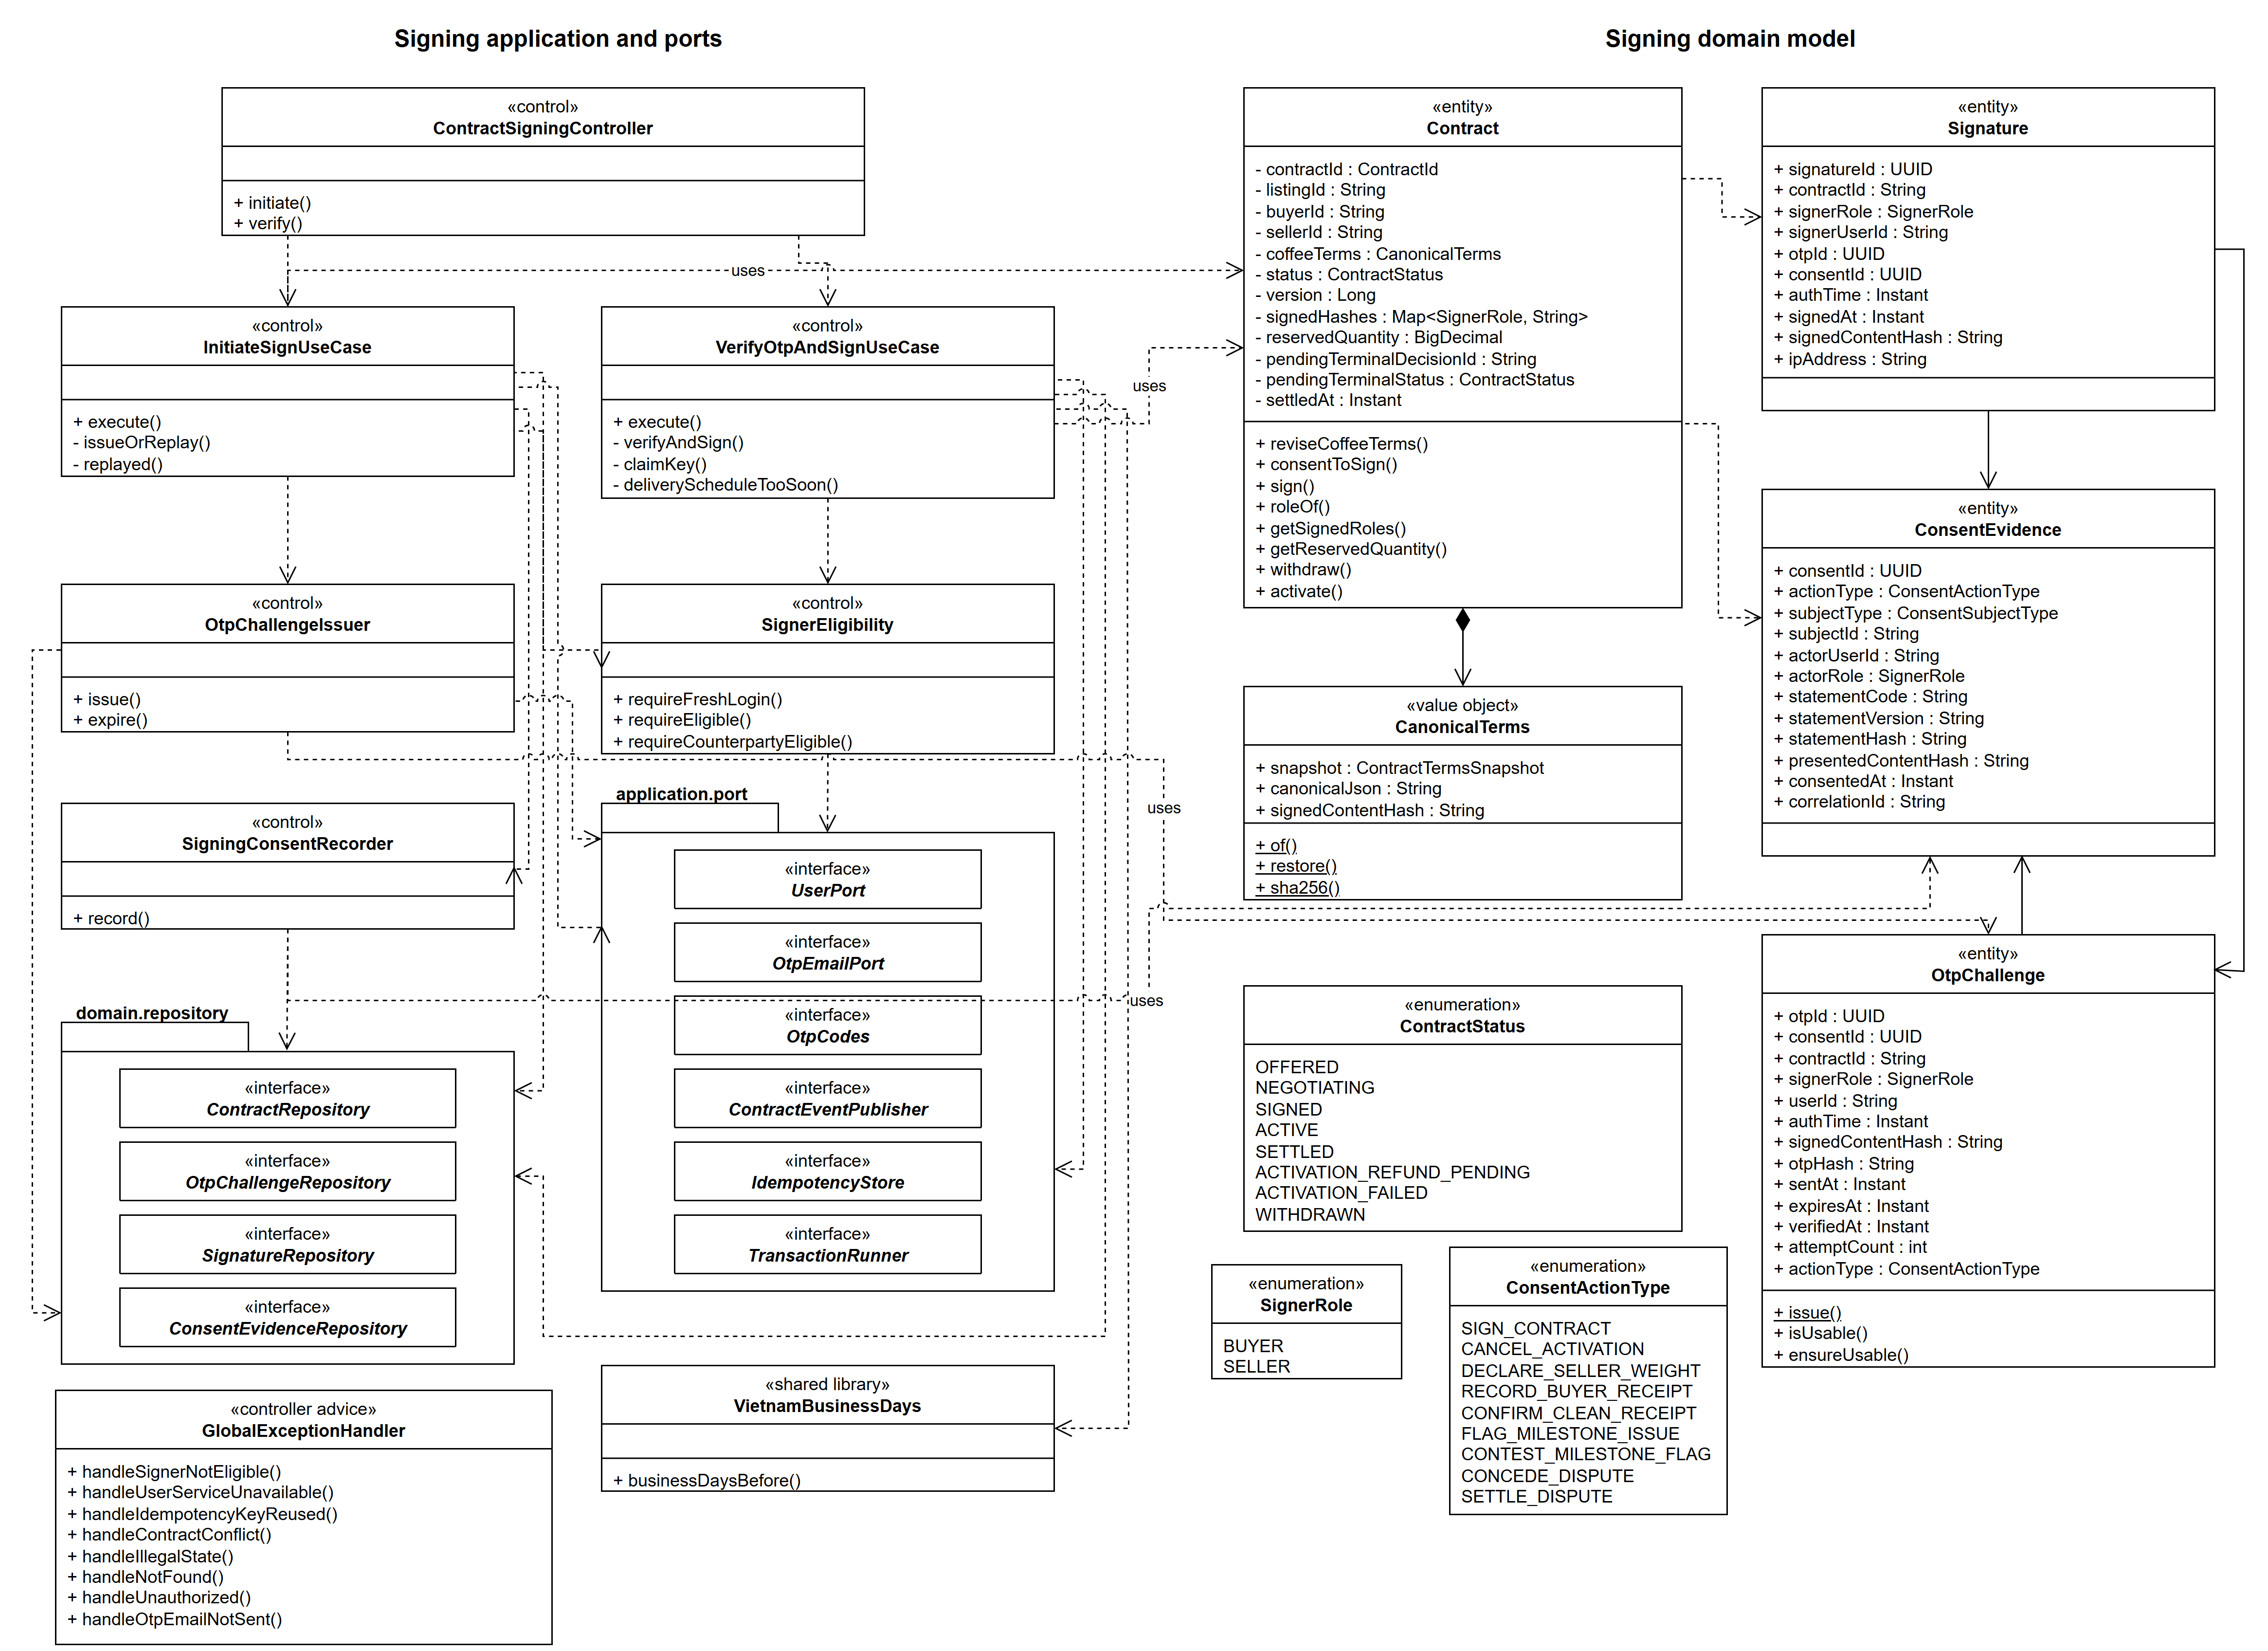 Signing application and ports
«control»
ContractSigningController
+ initiate()
+ verify()
uses
«control»
InitiateSignUseCase
+ execute()
- issueOrReplay()
- replayed()
«control»
VerifyOtpAndSignUseCase
+ execute()
- verifyAndSign()
- claimKey()
- deliveryScheduleTooSoon()
uses
«control»
OtpChallengeIssuer
+ issue()
+ expire()
«control»
SignerEligibility
+ requireFreshLogin()
+ requireEligible()
+ requireCounterpartyEligible()
uses
«control»
SigningConsentRecorder
+ record()
uses
application.port
«interface»
UserPort
«interface»
OtpEmailPort
«interface»
OtpCodes
«interface»
ContractEventPublisher
«interface»
IdempotencyStore
«interface»
TransactionRunner
domain.repository
«interface»
ContractRepository
«interface»
OtpChallengeRepository
«interface»
SignatureRepository
«interface»
ConsentEvidenceRepository
«controller advice»
GlobalExceptionHandler
+ handleSignerNotEligible()
+ handleUserServiceUnavailable()
+ handleIdempotencyKeyReused()
+ handleContractConflict()
+ handleIllegalState()
+ handleNotFound()
+ handleUnauthorized()
+ handleOtpEmailNotSent()
«shared library»
VietnamBusinessDays
+ businessDaysBefore()
Signing domain model
«entity»
Contract
- contractId : ContractId
- listingId : String
- buyerId : String
- sellerId : String
- coffeeTerms : CanonicalTerms
- status : ContractStatus
- version : Long
- signedHashes : Map<SignerRole, String>
- reservedQuantity : BigDecimal
- pendingTerminalDecisionId : String
- pendingTerminalStatus : ContractStatus
- settledAt : Instant
+ reviseCoffeeTerms()
+ consentToSign()
+ sign()
+ roleOf()
+ getSignedRoles()
+ getReservedQuantity()
+ withdraw()
+ activate()
«value object»
CanonicalTerms
+ snapshot : ContractTermsSnapshot
+ canonicalJson : String
+ signedContentHash : String
+ of()
+ restore()
+ sha256()
«enumeration»
ContractStatus
OFFERED
NEGOTIATING
SIGNED
ACTIVE
SETTLED
ACTIVATION_REFUND_PENDING
ACTIVATION_FAILED
WITHDRAWN
«enumeration»
SignerRole
BUYER
SELLER
«enumeration»
ConsentActionType
SIGN_CONTRACT
CANCEL_ACTIVATION
DECLARE_SELLER_WEIGHT
RECORD_BUYER_RECEIPT
CONFIRM_CLEAN_RECEIPT
FLAG_MILESTONE_ISSUE
CONTEST_MILESTONE_FLAG
CONCEDE_DISPUTE
SETTLE_DISPUTE
«entity»
Signature
+ signatureId : UUID
+ contractId : String
+ signerRole : SignerRole
+ signerUserId : String
+ otpId : UUID
+ consentId : UUID
+ authTime : Instant
+ signedAt : Instant
+ signedContentHash : String
+ ipAddress : String
«entity»
ConsentEvidence
+ consentId : UUID
+ actionType : ConsentActionType
+ subjectType : ConsentSubjectType
+ subjectId : String
+ actorUserId : String
+ actorRole : SignerRole
+ statementCode : String
+ statementVersion : String
+ statementHash : String
+ presentedContentHash : String
+ consentedAt : Instant
+ correlationId : String
«entity»
OtpChallenge
+ otpId : UUID
+ consentId : UUID
+ contractId : String
+ signerRole : SignerRole
+ userId : String
+ authTime : Instant
+ signedContentHash : String
+ otpHash : String
+ sentAt : Instant
+ expiresAt : Instant
+ verifiedAt : Instant
+ attemptCount : int
+ actionType : ConsentActionType
+ issue()
+ isUsable()
+ ensureUsable()